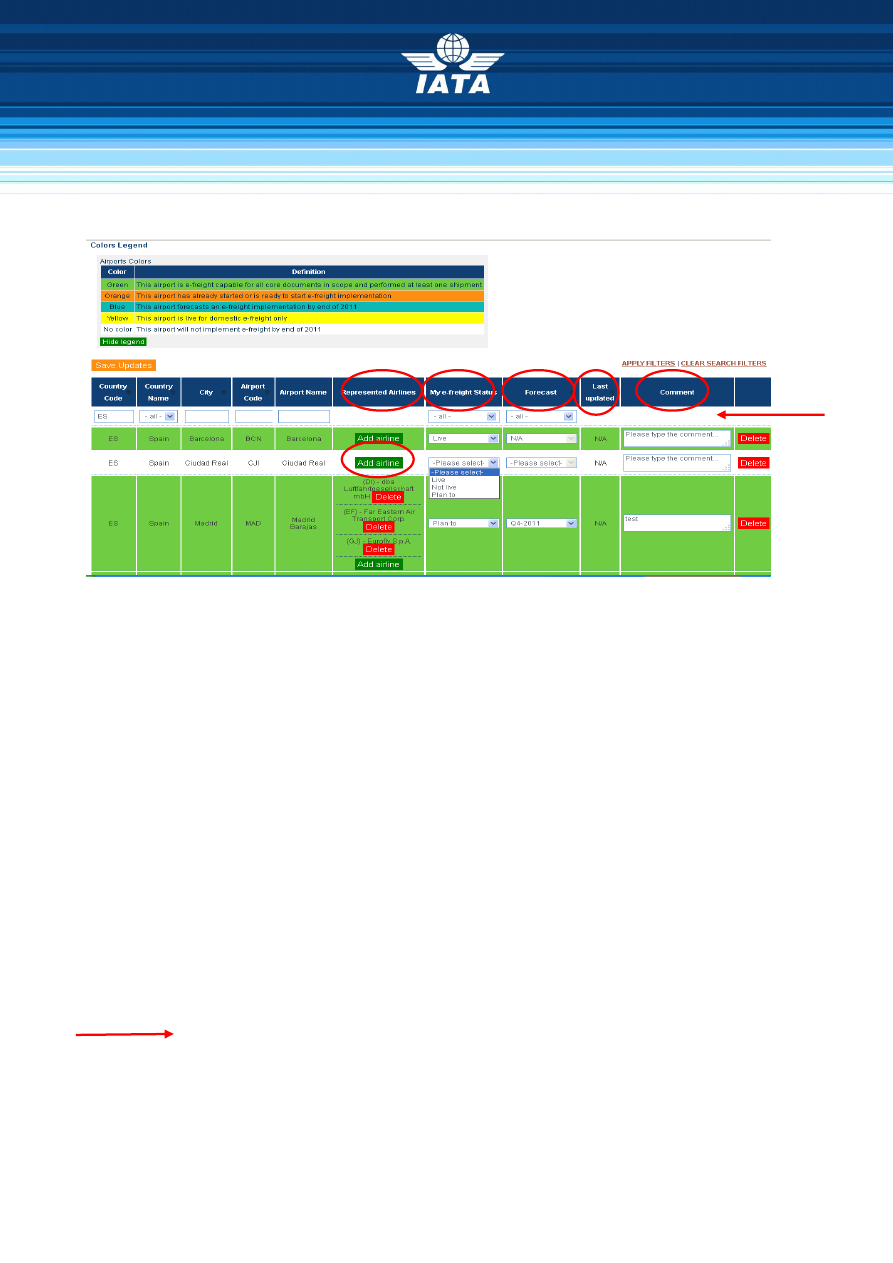 IATA
Colors Legend
Airports Colors
Color Definition
Green This airport is e-freight capable for all core documents in scope and performed at least one shipment
Orange This airport has already started or is ready to start e-freight implementation
Blue This airport forecasts an e-freight implementation by end of 2011
Yellow This airport is live for domestic e-freight only
No color This airport will not implement e-freight by end of 2011
Hide legend
Save Updates APPLY FILTERS | CLEAR SEARCH FILTERS
Country Code Country Name City Airport Code Airport Name Represented Airlines My e-freight Status Forecast Last updated Comment
ES - all - - all - - all -
ES Spain Barcelona BCN Barcelona Add airline Live N/A N/A Please type the comment... Delete
ES Spain Ciudad Real CJI Ciudad Real Add airline -Please select- -Please select- N/A Please type the comment... Delete
-Please select-
Live
Not live
Plan to
(DI) - dba
Luftfahrtgesellschaft
mbH Delete
(EF) - Far Eastern Air
Transport Corp
Delete
ES Spain Madrid MAD Madrid Barajas Plan to Q4-2011 N/A test Delete
(GJ) - Eurofly S.p.A.
Delete
Add airline